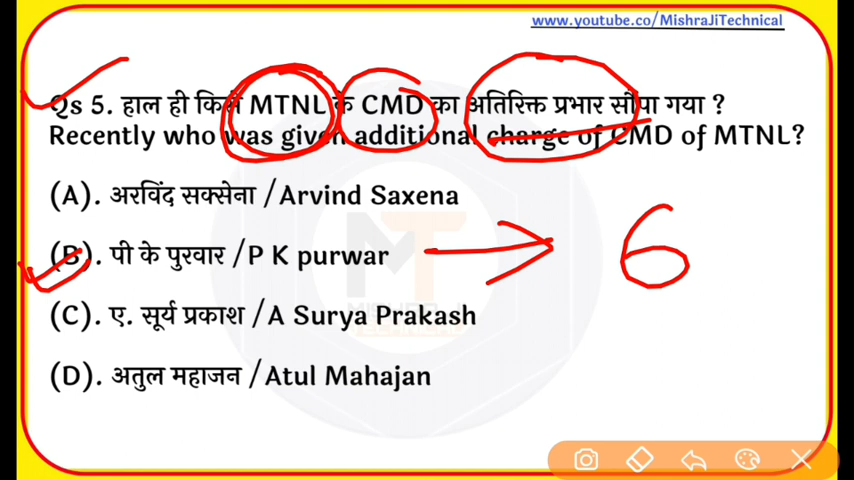 www.youtube.co/MishraJiTechnical
Qs 5. हाल ही किसे MTNL के CMD का अतिरिक्त प्रभार सौंपा गया ?
Recently who was given additional charge of CMD of MTNL?
(A). अरविंद सक्सेना /Arvind Saxena
(B). पी के पुरवार /P K purwar
6
(C). ए. सूर्य प्रकाश /A Surya Prakash
(D). अतुल महाजन /Atul Mahajan